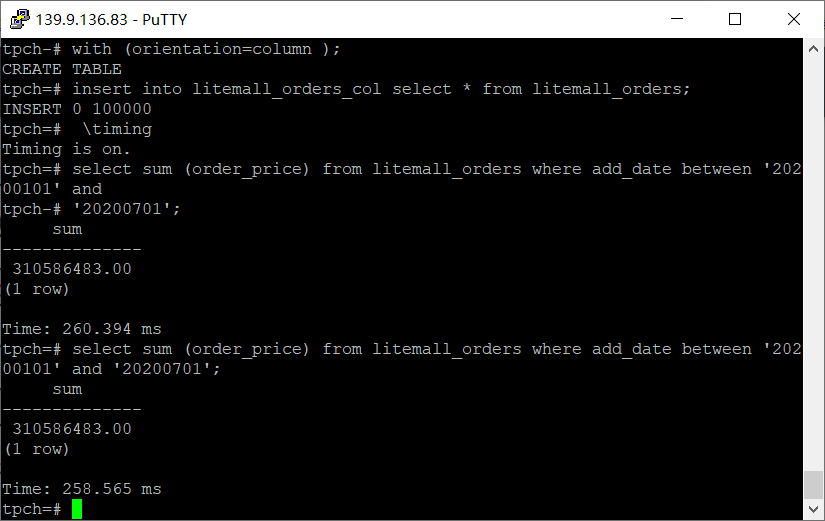 139.9.136.83 - PuTTY
tpch-# with (orientation=column );
CREATE TABLE
tpch=# insert into litemall_orders_col select * from litemall_orders;
INSERT 0 100000
tpch=#  \timing
Timing is on.
tpch=# select sum (order_price) from litemall_orders where add_date between '202
00101' and
tpch-# '20200701';
     sum
--------------
 310586483.00
(1 row)

Time: 260.394 ms
tpch=# select sum (order_price) from litemall_orders where add_date between '202
00101' and '20200701';
     sum
--------------
 310586483.00
(1 row)

Time: 258.565 ms
tpch=#